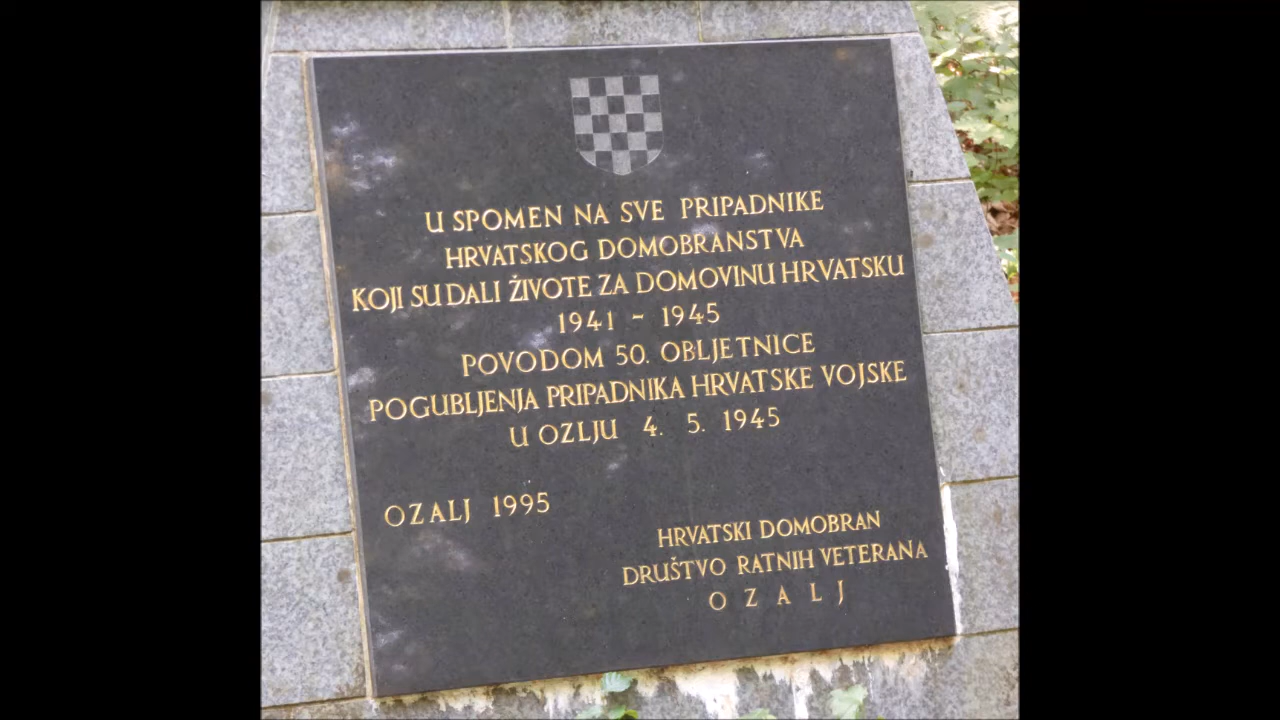 U SPOMEN NA SVE PRIPADNIKE
HRVATSKOG DOMOBRANSTVA
KOJI SU DALI ŽIVOTE ZA DOMOVINU HRVATSKU
1941 - 1945
POVODOM 50. OBLJETNICE
POGUBLJENJA PRIPADNIKA HRVATSKE VOJSKE
U OZLJU 4. 5. 1945
OZALJ 1995
HRVATSKI DOMOBRAN
DRUŠTVO RATNIH VETERANA
O Z A L J